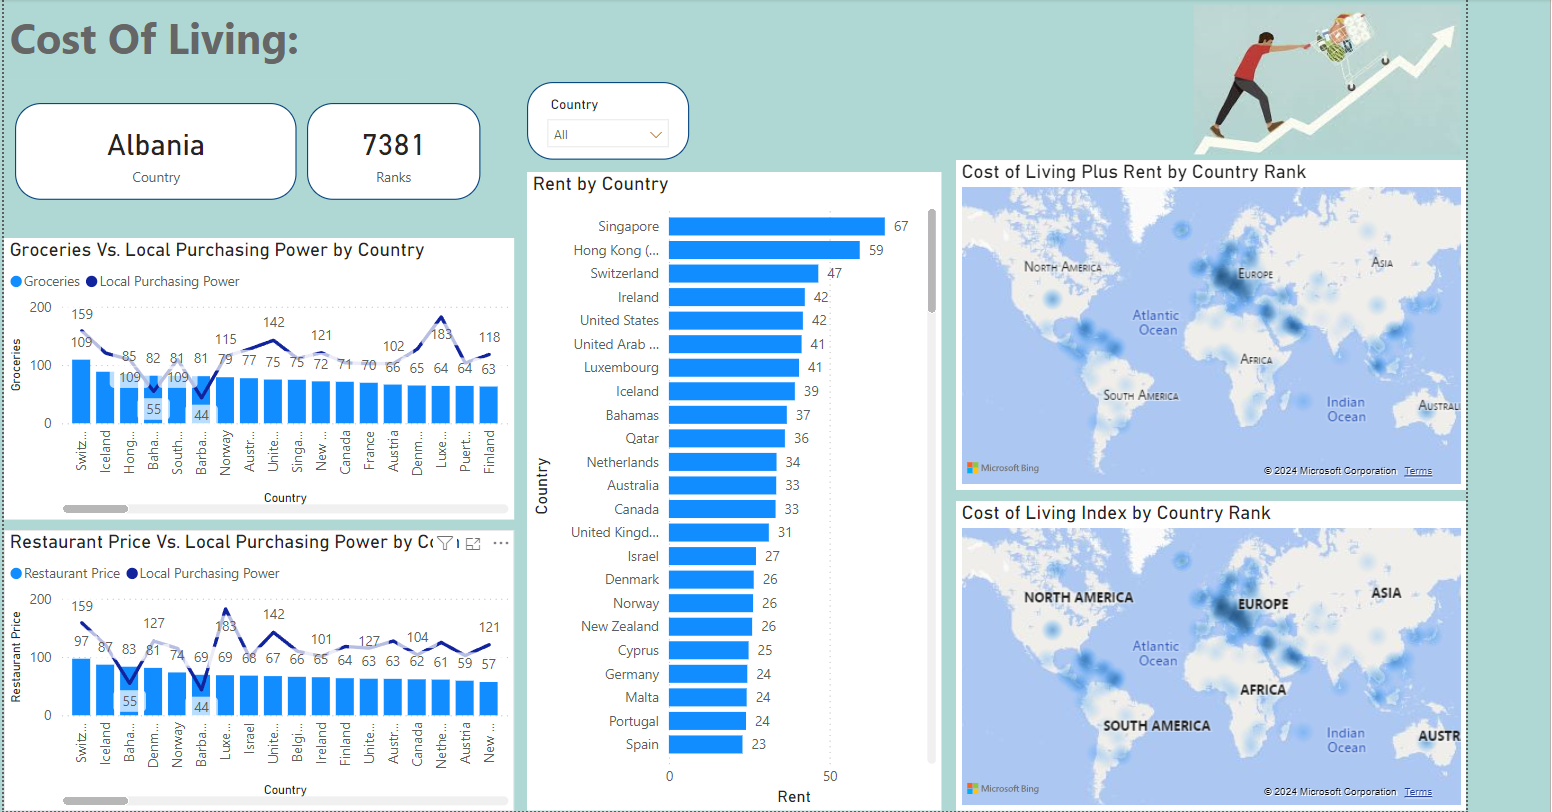 Cost Of Living:
Albania
Country
7381
Ranks
Country
All
Groceries Vs. Local Purchasing Power by Country
Groceries Local Purchasing Power
Groceries
200
100
0
159
109
85
109
82
55
81
109
81
44
115
79
77
142
75
75
121
72
71
70
102
66
65
183
64
64
118
63
Switz...
Iceland
Hong...
Baha...
South...
Barba...
Norway
Austr...
Unite...
Singa...
New ...
Canada
France
Austria
Denm...
Luxe...
Puert...
Finland
Country
Restaurant Price Vs. Local Purchasing Power by Co
Restaurant Price Local Purchasing Power
Restaurant Price
200
100
0
159
97
87
83
55
127
81
74
69
44
183
69
68
142
67
66
101
65
64
127
63
63
104
62
61
59
121
57
Switz...
Iceland
Baha...
Denm...
Norway
Barba...
Luxe...
Israel
Unite...
Belgi...
Ireland
Finland
Unite...
Austr...
Canada
Nethe...
Austria
New ...
Country
Rent by Country
Country
Singapore 67
Hong Kong (... 59
Switzerland 47
Ireland 42
United States 42
United Arab ... 41
Luxembourg 41
Iceland 39
Bahamas 37
Qatar 36
Netherlands 34
Australia 33
Canada 33
United Kingd... 31
Israel 27
Denmark 26
Norway 26
New Zealand 26
Cyprus 25
Germany 24
Malta 24
Portugal 24
Spain 23
0 50
Rent
Cost of Living Plus Rent by Country Rank
NORTH AMERICA
EUROPE
ASIA
Atlantic
Ocean
AFRICA
SOUTH AMERICA
Indian
Ocean
AUSTRALI
Microsoft Bing
© 2024 Microsoft Corporation Terms
Cost of Living Index by Country Rank
NORTH AMERICA
EUROPE
ASIA
Atlantic
Ocean
AFRICA
SOUTH AMERICA
Indian
Ocean
AUSTR
Microsoft Bing
© 2024 Microsoft Corporation Terms